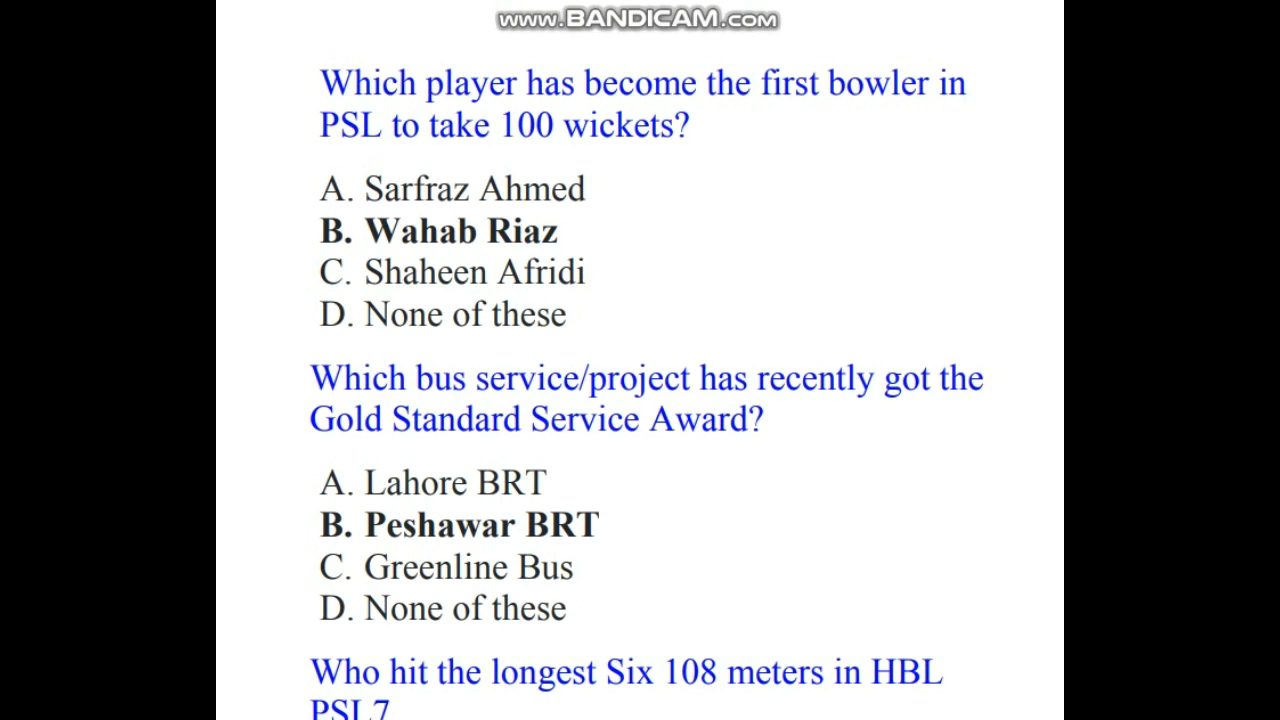 www.BANDICAM.com
Which player has become the first bowler in
PSL to take 100 wickets?
A. Sarfraz Ahmed
B. Wahab Riaz
C. Shaheen Afridi
D. None of these
Which bus service/project has recently got the
Gold Standard Service Award?
A. Lahore BRT
B. Peshawar BRT
C. Greenline Bus
D. None of these
Who hit the longest Six 108 meters in HBL
PSL7